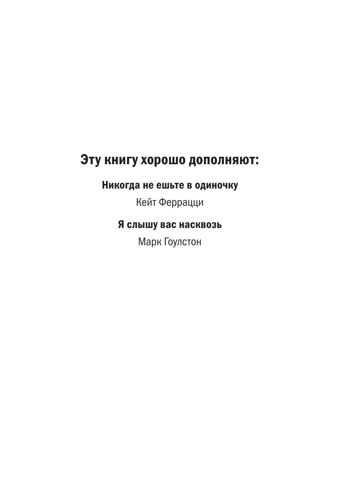 Эту книгу хорошо дополняют:
Никогда не ешьте в одиночку
Кейт Феррацци
Я слышу вас насквозь
Марк Гоулстон